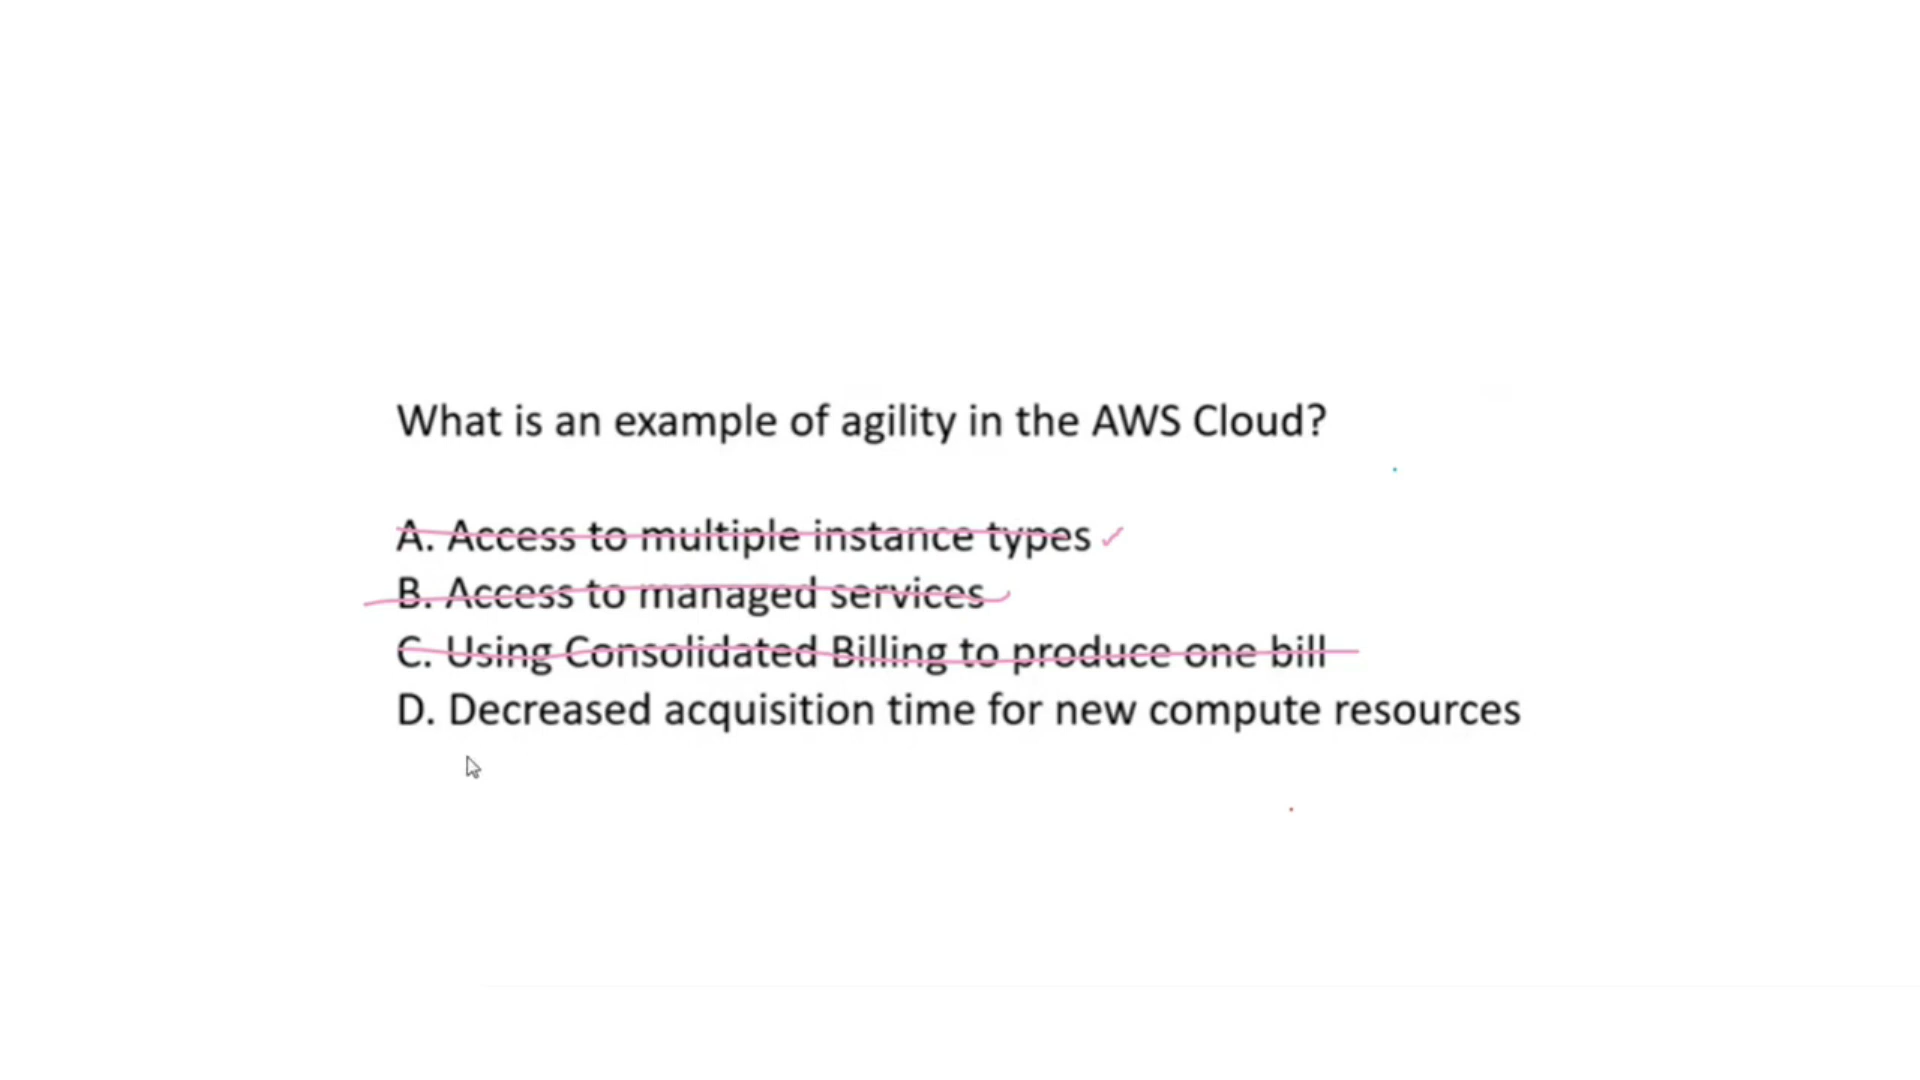 What is an example of agility in the AWS Cloud?
A. Access to multiple instance types
B. Access to managed services
C. Using Consolidated Billing to produce one bill
D. Decreased acquisition time for new compute resources